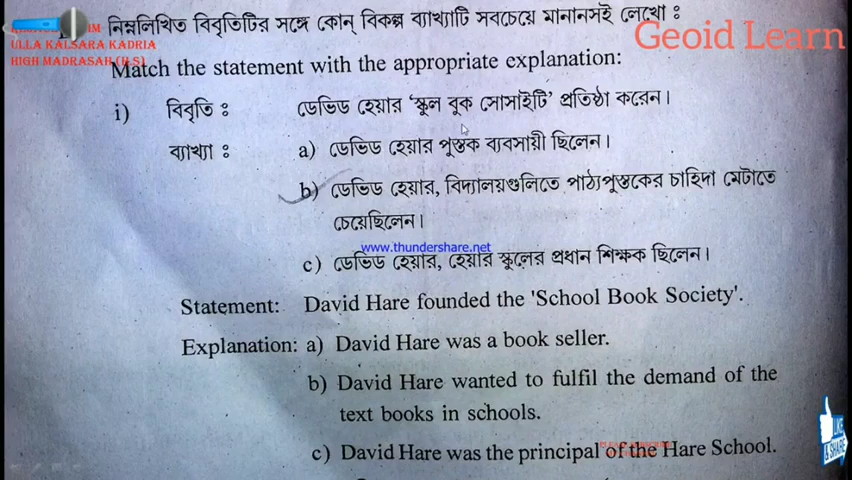 নিম্নলিখিত বিবৃতিটির সঙ্গে কোন্ বিকল্প ব্যাখ্যাটি সবচেয়ে মানানসই লেখো ঃ
Geoid Learn
ULLA KALSARA KADRIA
HIGH MADRASAH (H.S)
Match the statement with the appropriate explanation:
i) বিবৃতি ঃ ডেভিড হেয়ার ‘স্কুল বুক সোসাইটি’ প্রতিষ্ঠা করেন।
ব্যাখ্যা ঃ a) ডেভিড হেয়ার পুস্তক ব্যবসায়ী ছিলেন।
b) ডেভিড হেয়ার, বিদ্যালয়গুলিতে পাঠ্যপুস্তকের চাহিদা মেটাতে
চেয়েছিলেন।
www.thundershare.net
c) ডেভিড হেয়ার, হেয়ার স্কুলের প্রধান শিক্ষক ছিলেন।
Statement: David Hare founded the 'School Book Society'.
Explanation: a) David Hare was a book seller.
b) David Hare wanted to fulfil the demand of the
text books in schools.
c) David Hare was the principal of the Hare School.
LIKE
& SHARE